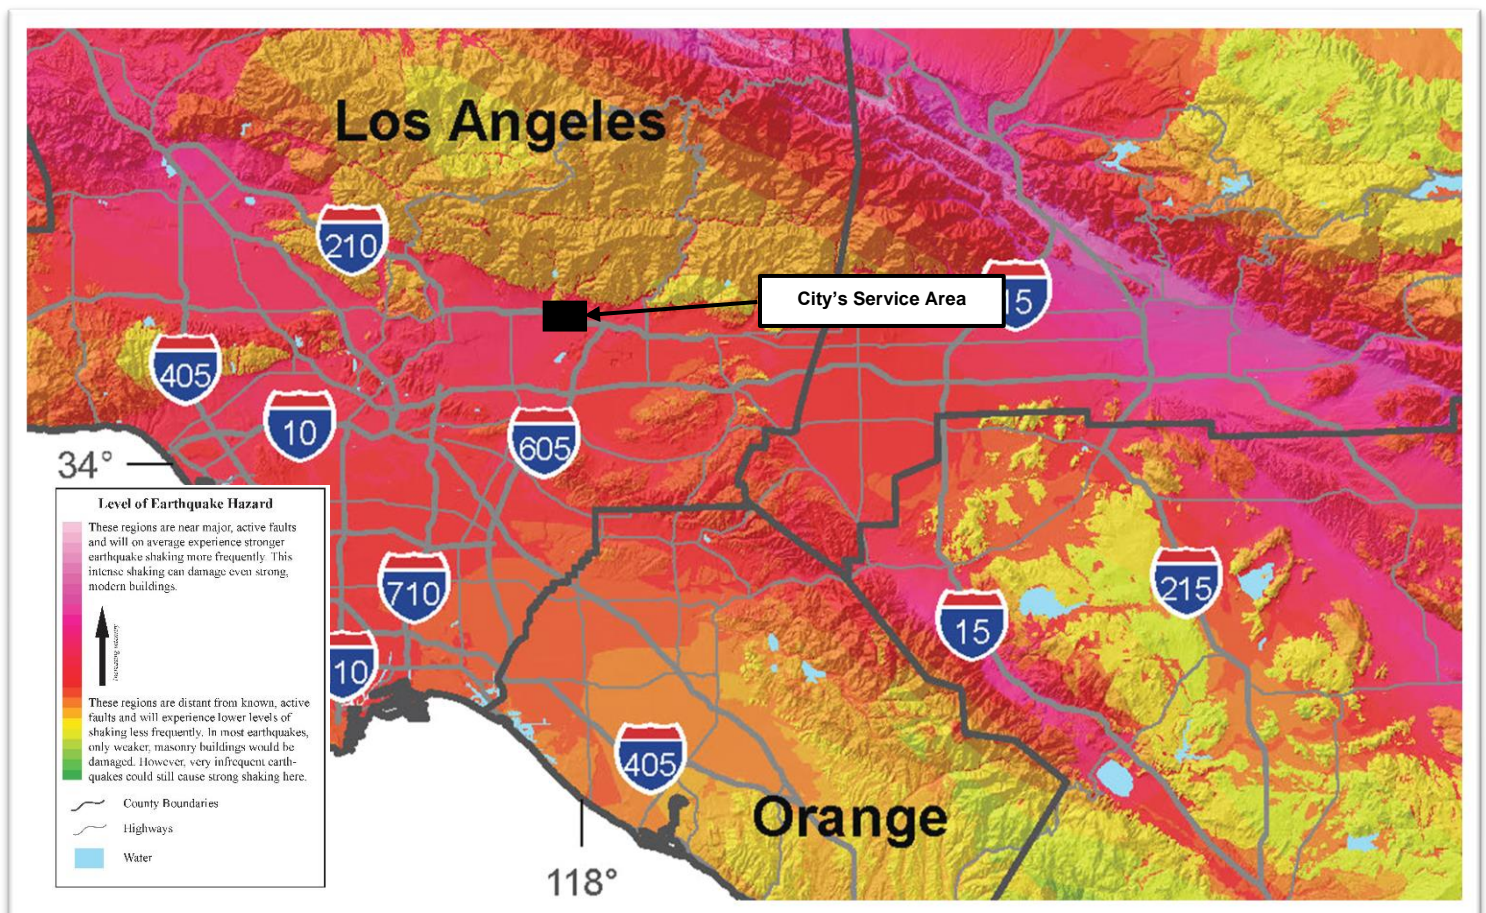 Los Angeles
210
City's Service Area
15
405
10
605
34°
Level of Earthquake Hazard
These regions are near major, active faults
and will on average experience stronger
earthquake shaking more frequently. This
intense shaking can damage even strong,
modern buildings.
Increasing intensity
These regions are distant from known, active
faults and will experience lower levels of
shaking less frequently. In most earthquakes,
only weaker, masonry buildings would be
damaged. However, very infrequent earth-
quakes could still cause strong shaking here.
County Boundaries
Highways
Water
710
215
15
10
405
Orange
118°